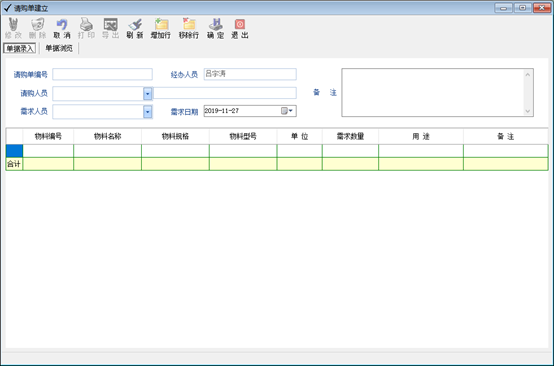 请购单建立
修改 删除 取消 打印 导出 刷新 增加行 移除行 确定 退出
单据录入 单据浏览
请购单编号 经办人员 吕宇涛
请购人员 备 注
需求人员 需求日期 2019-11-27
物料编号 物料名称 物料规格 物料型号 单 位 需求数量 用 途 备 注
合计